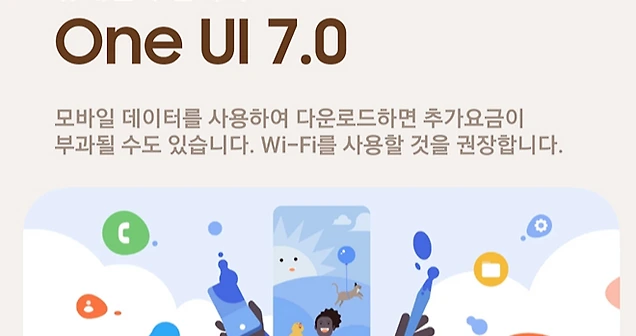 One UI 7.0
모바일 데이터를 사용하여 다운로드하면 추가요금이
부과될 수도 있습니다. Wi-Fi를 사용할 것을 권장합니다.